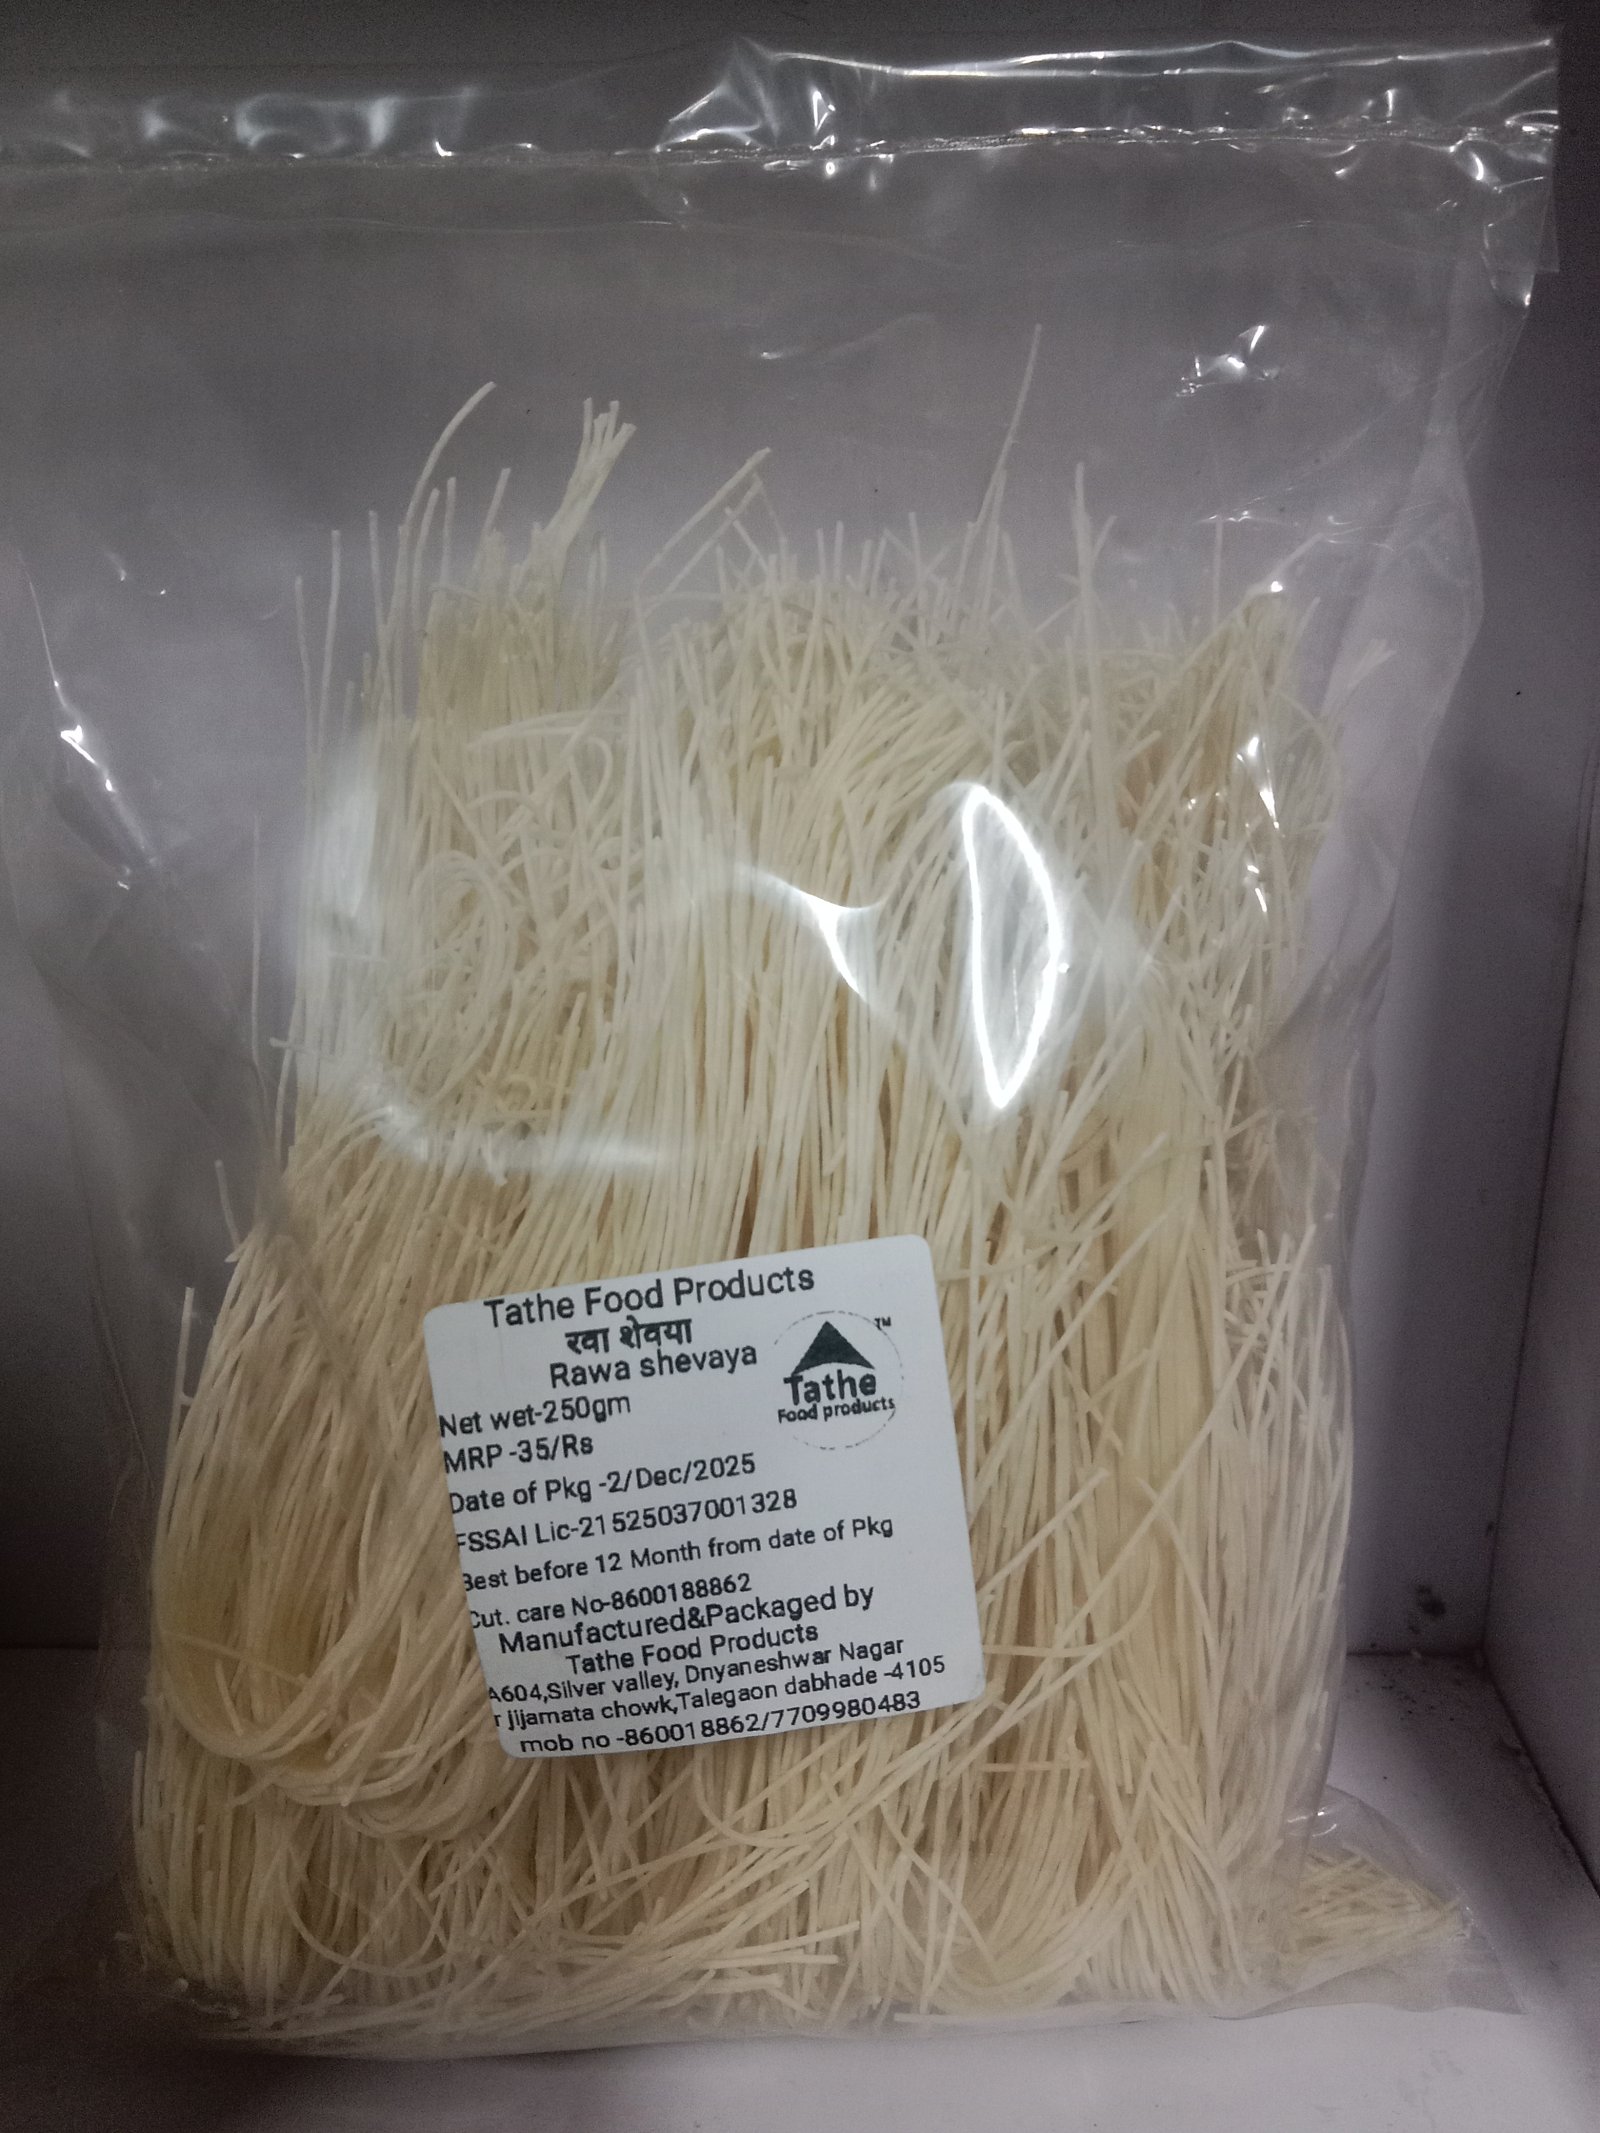 Tathe Food Products
रवा शेवया
Rawa shevaya
TM
Tathe
Food products
Net wet-250gm
MRP -35/Rs
Date of Pkg -2/Dec/2025
FSSAI Lic-21525037001328
Best before 12 Month from date of Pkg
Cut. care No-8600188862
Manufactured&Packaged by
Tathe Food Products
A604,Silver valley, Dnyaneshwar Nagar
r jijamata chowk,Talegaon dabhade -4105
mob no -860018862/7709980483